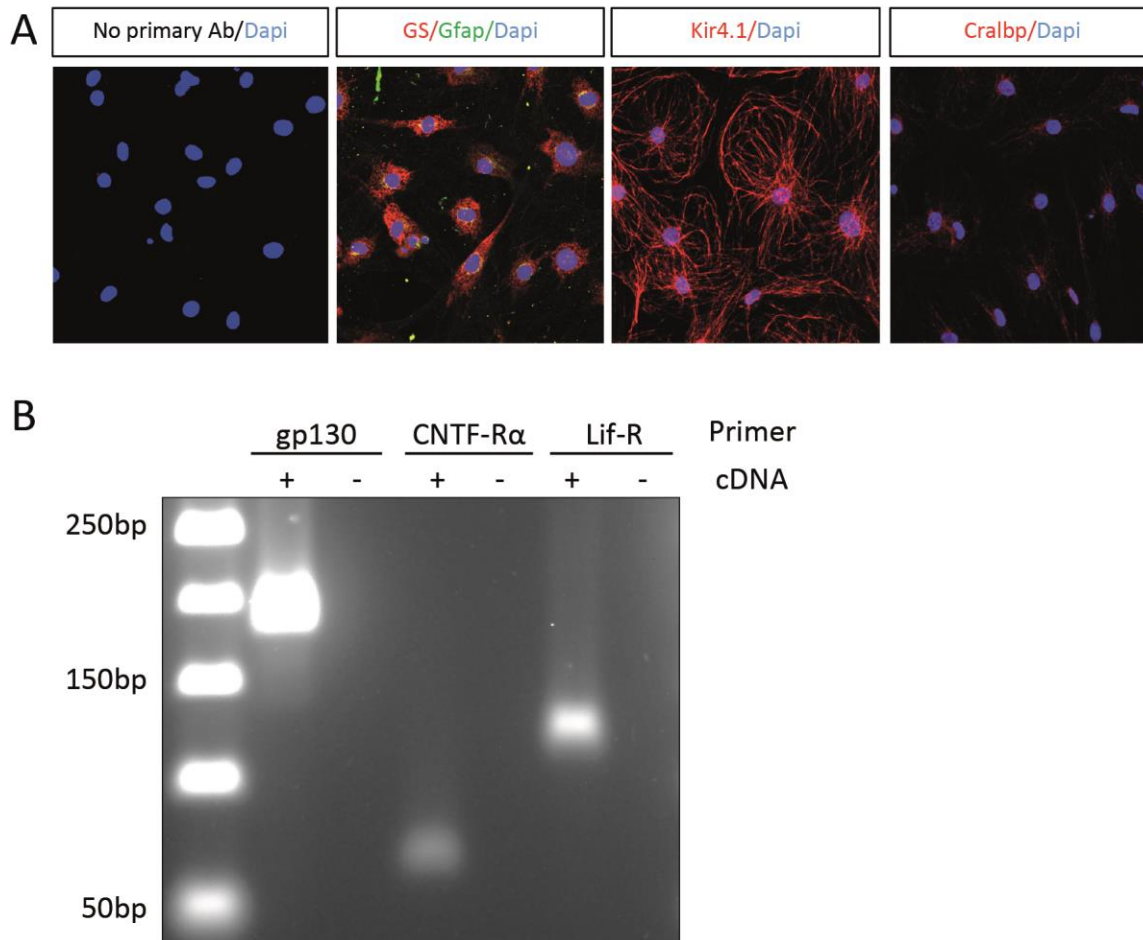 A
No primary Ab/Dapi GS/Gfap/Dapi Kir4.1/Dapi Cralbp/Dapi
B
gp130 CNTF-Rα Lif-R Primer
+ - + - + - cDNA
250bp
150bp
50bp